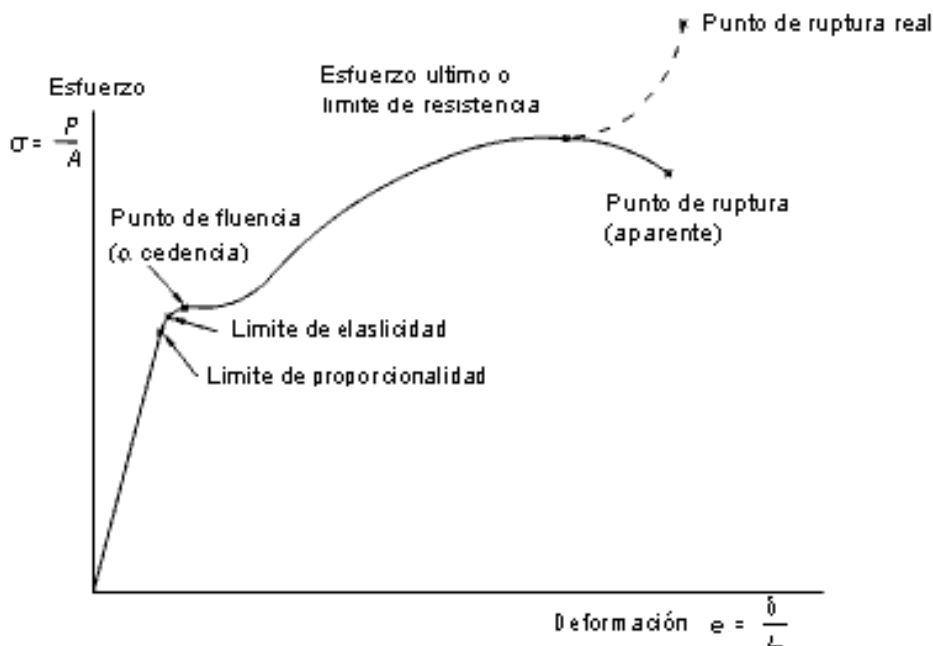 Punto de ruptura real
Esfuerzo ultimo o
limite de resistencia
Esfuerzo
σ = P
A
Punto de fluencia
(o cedencia)
Punto de ruptura
(aparente)
Limite de elaslicidad
Limite de proporcionalidad
Deformación e = δ